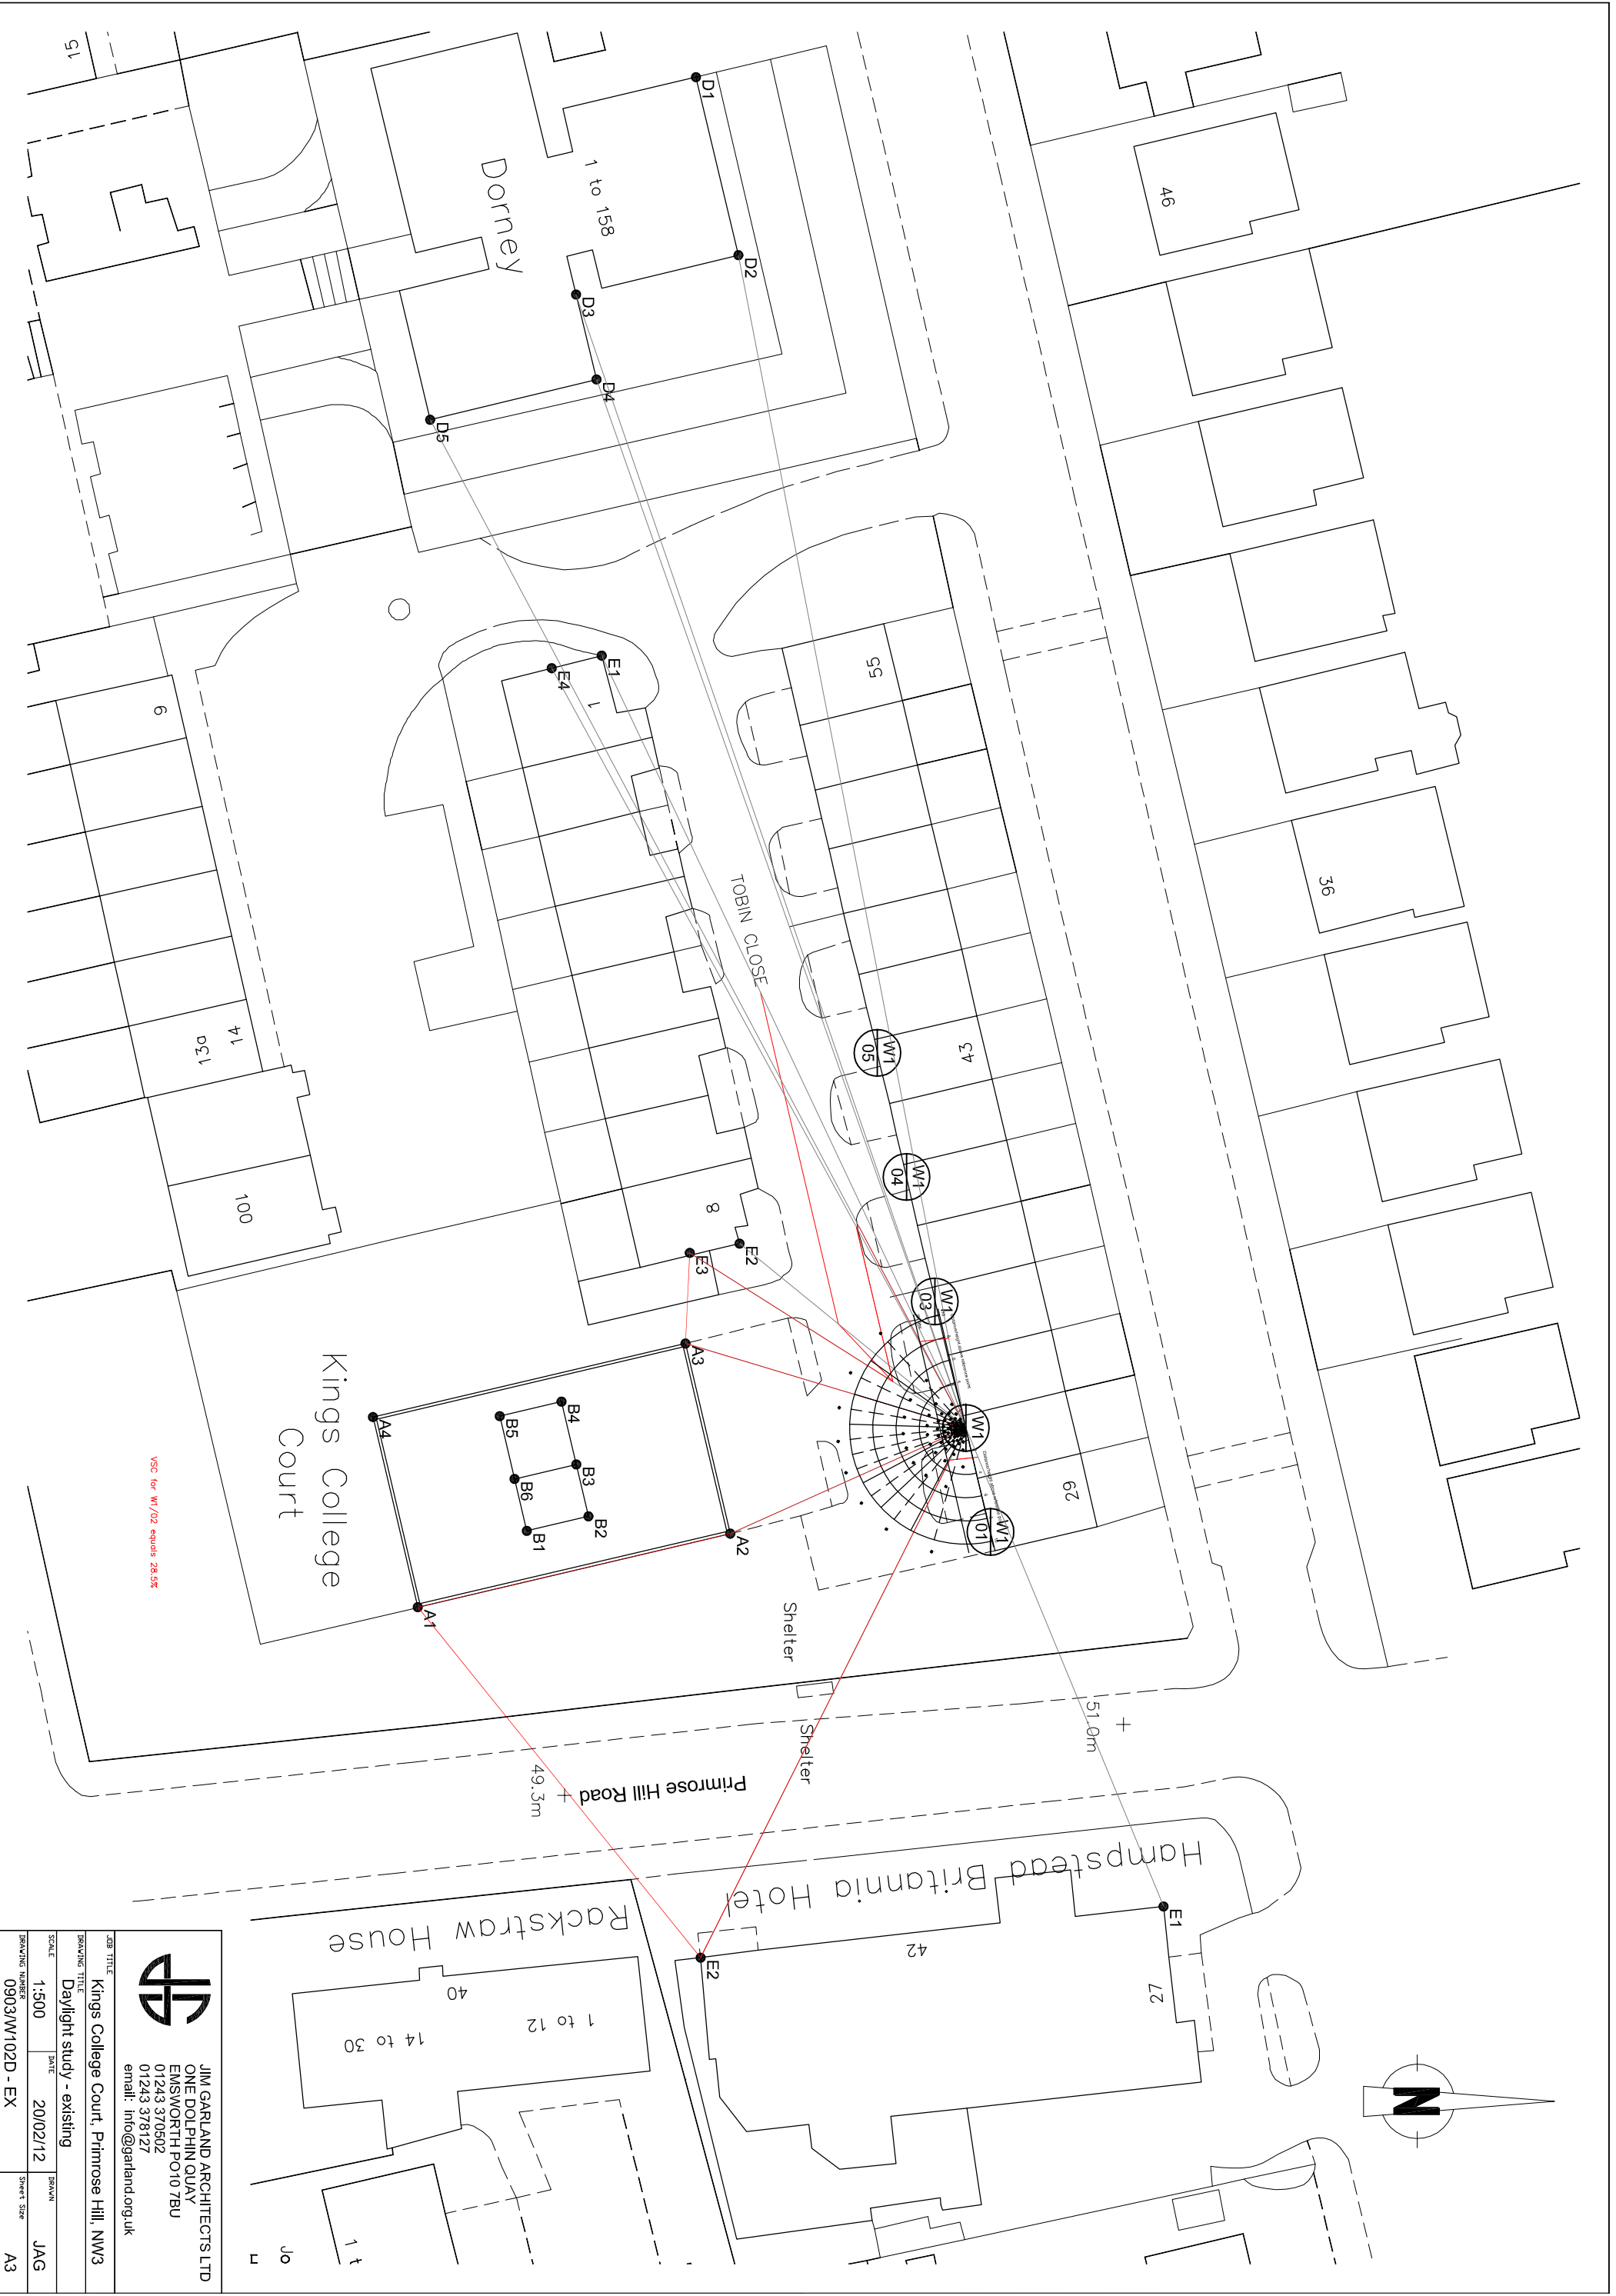 15
Dorney
1 to 158
D1
D2
D3
D4
D5
46
36
55
43
29
TOBIN CLOSE
E1
E4
1
8
E2
E3
9
14
13a
100
W1
05
W1
04
W1
03
W1
W1
01
A3
A4
A2
A1
B4
B5
B3
B6
B2
B1
Kings College
Court
VSC for W1/02 equals 28.5%
Shelter
Shelter
51.0m
49.3m
Primrose Hill Road
Hampstead Britannia Hotel
E1
E2
42
27
Rackstraw House
40
1 to 12
14 to 30
1 t
N
JIM GARLAND ARCHITECTS LTD
ONE DOLPHIN QUAY
EMSWORTH PO10 7BU
01243 370502
01243 378127
email: info@garland.org.uk
JOB TITLE
Kings College Court, Primrose Hill, NW3
DRAWING TITLE
Daylight study - existing
SCALE
1:500
DATE
20/02/12
DRAWN
JAG
DRAWING NUMBER
0903/W102D - EX
Sheet Size
A3